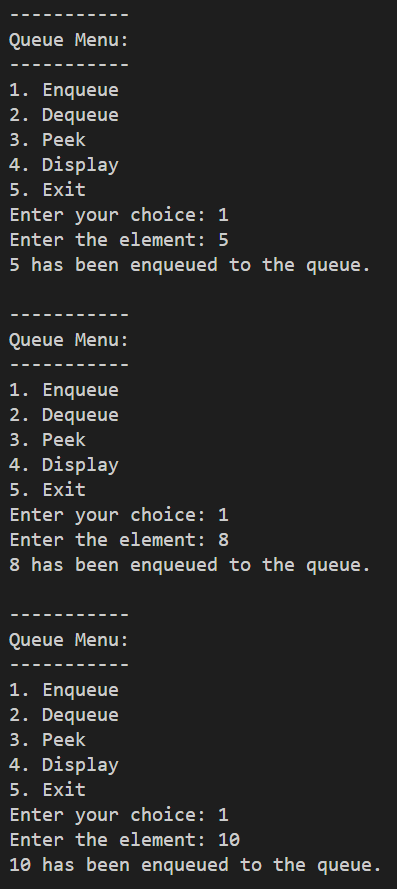 -----------
Queue Menu:
-----------
1. Enqueue
2. Dequeue
3. Peek
4. Display
5. Exit
Enter your choice: 1
Enter the element: 5
5 has been enqueued to the queue.

-----------
Queue Menu:
-----------
1. Enqueue
2. Dequeue
3. Peek
4. Display
5. Exit
Enter your choice: 1
Enter the element: 8
8 has been enqueued to the queue.

-----------
Queue Menu:
-----------
1. Enqueue
2. Dequeue
3. Peek
4. Display
5. Exit
Enter your choice: 1
Enter the element: 10
10 has been enqueued to the queue.